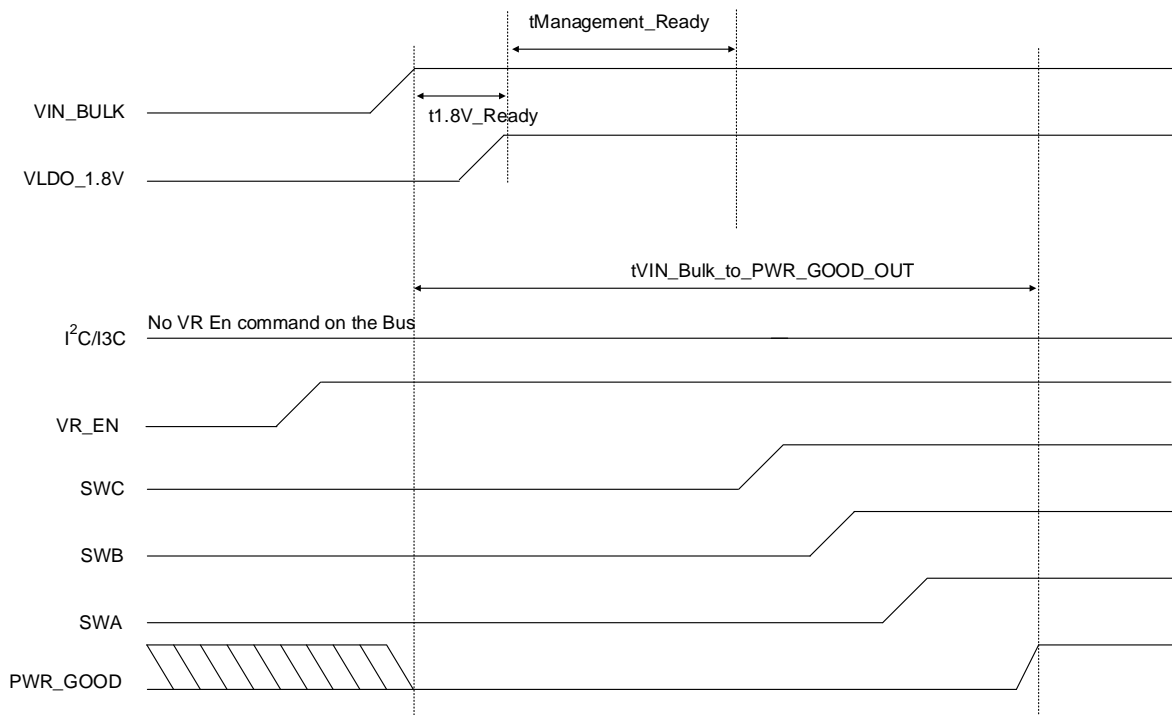 tManagement_Ready
VIN_BULK
t1.8V_Ready
VLDO_1.8V
tVIN_Bulk_to_PWR_GOOD_OUT
No VR En command on the Bus
I²C/I3C
VR_EN
SWC
SWB
SWA
PWR_GOOD